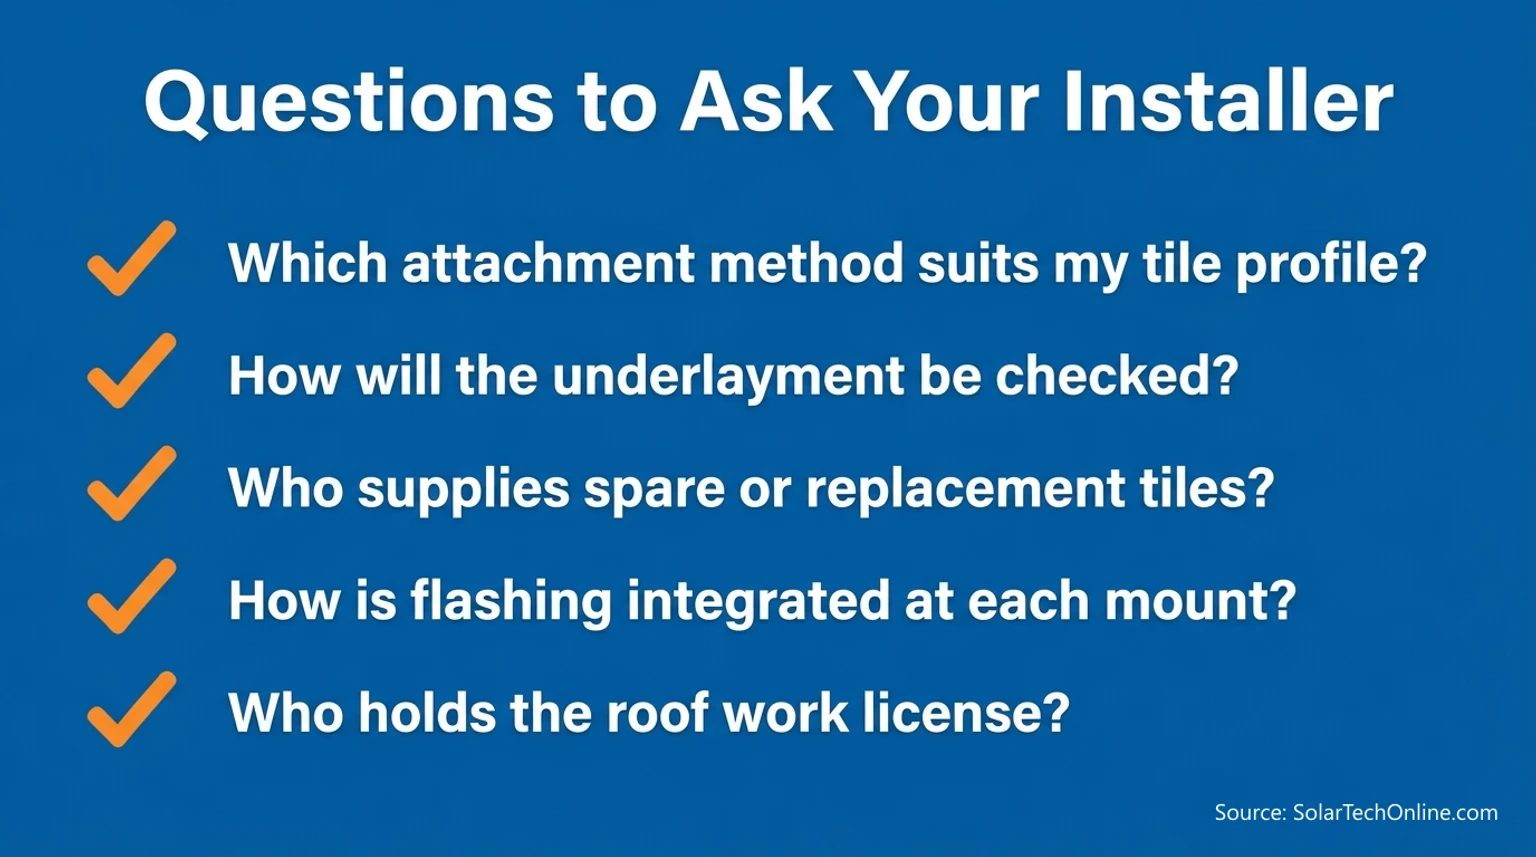 Questions to Ask Your Installer
Which attachment method suits my tile profile?
How will the underlayment be checked?
Who supplies spare or replacement tiles?
How is flashing integrated at each mount?
Who holds the roof work license?
Source: SolarTechOnline.com